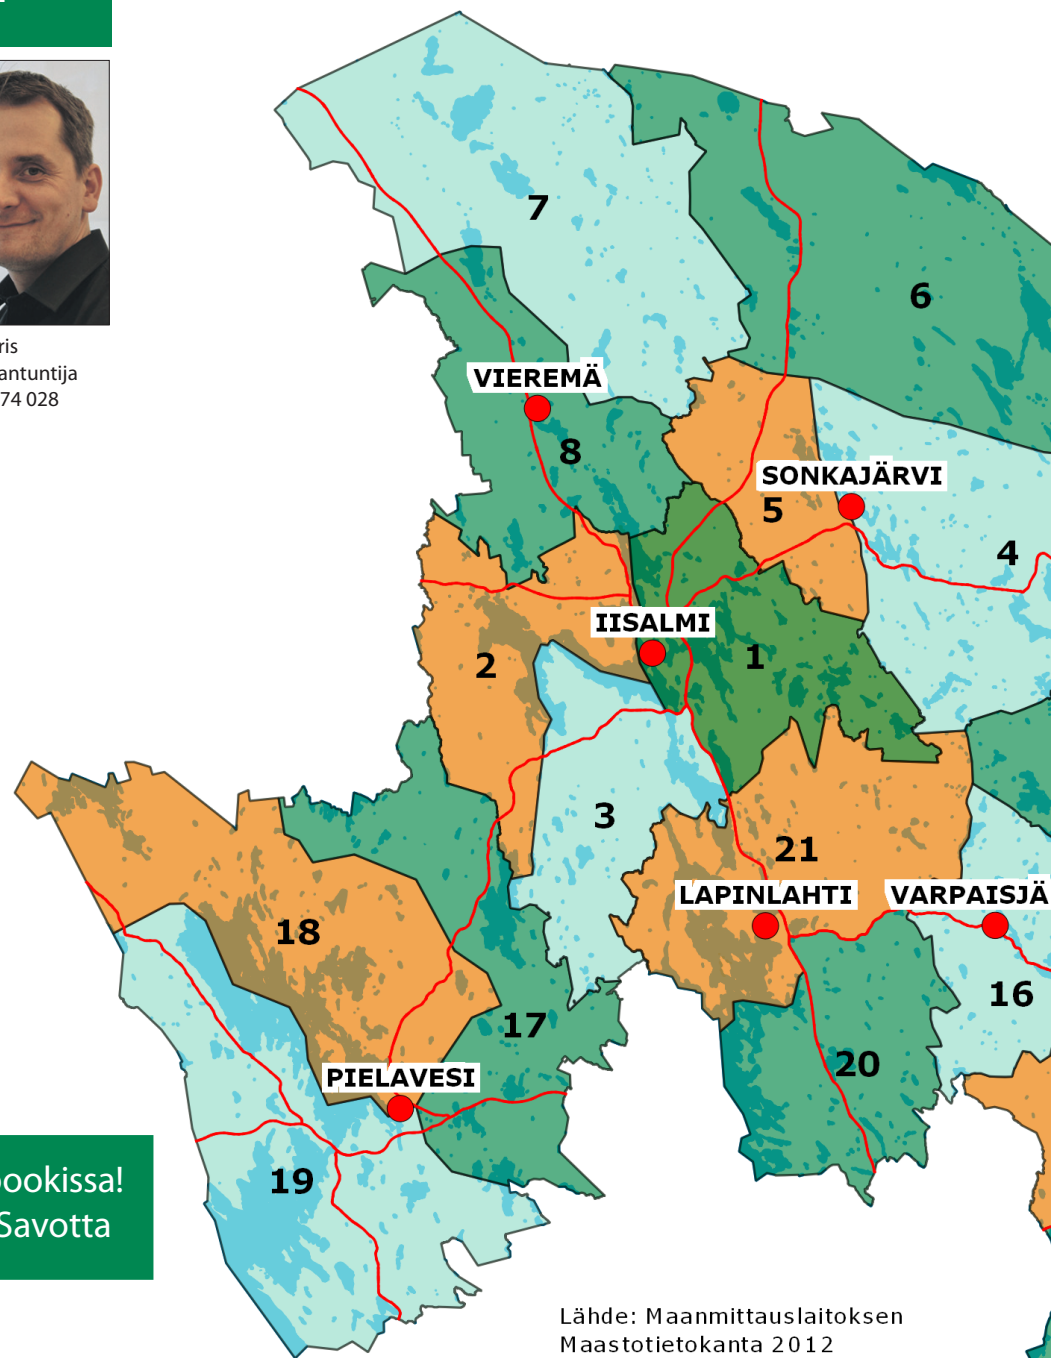 ris
antuntija
74 028
7
6
VIEREMÄ
8
SONKAJÄRVI
5
4
IISALMI
1
2
3
21
LAPINLAHTI
VARPAISJÄ
18
16
17
20
PIELAVESI
19
ookissa!
Savotta
Lähde: Maanmittauslaitoksen
Maastotietokanta 2012